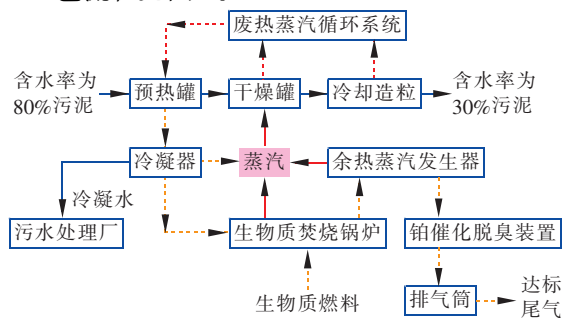 废热蒸汽循环系统
含水率为
80%污泥
预热罐
干燥罐
冷却造粒
含水率为
30%污泥
冷凝器
蒸汽
余热蒸汽发生器
冷凝水
污水处理厂
生物质焚烧锅炉
铂催化脱臭装置
生物质燃料
排气筒
达标
尾气